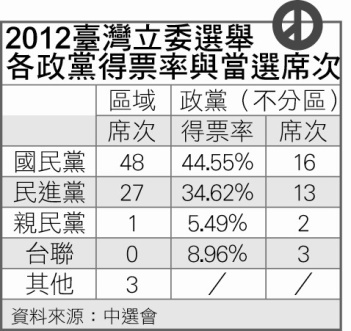 2012臺灣立委選舉
各政黨得票率與當選席次
區域 政黨（不分區）
席次 得票率 席次
國民黨 48 44.55% 16
民進黨 27 34.62% 13
親民黨 1 5.49% 2
台聯 0 8.96% 3
其他 3 ╱ ╱
資料來源：中選會